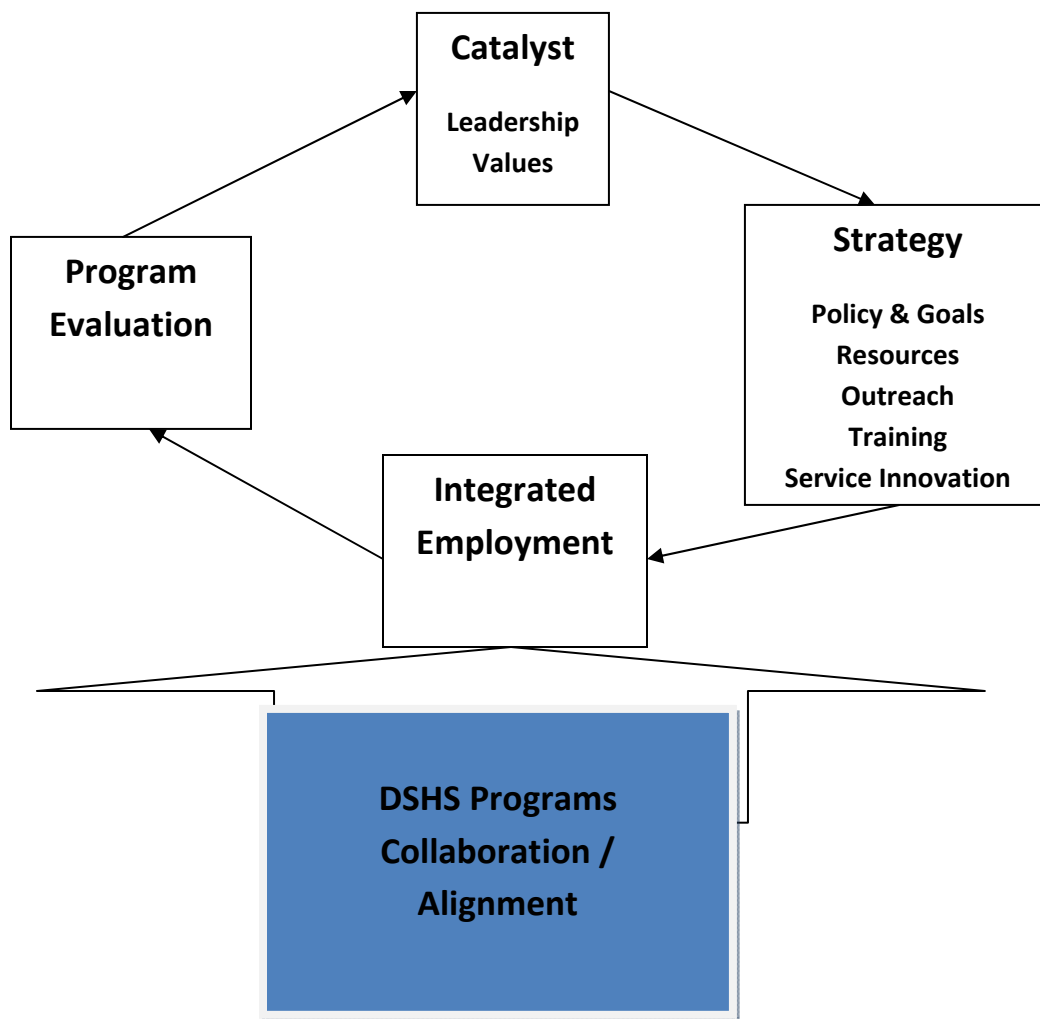 Catalyst
Leadership
Values
Strategy
Policy & Goals
Resources
Outreach
Training
Service Innovation
Program
Evaluation
Integrated
Employment
DSHS Programs
Collaboration /
Alignment